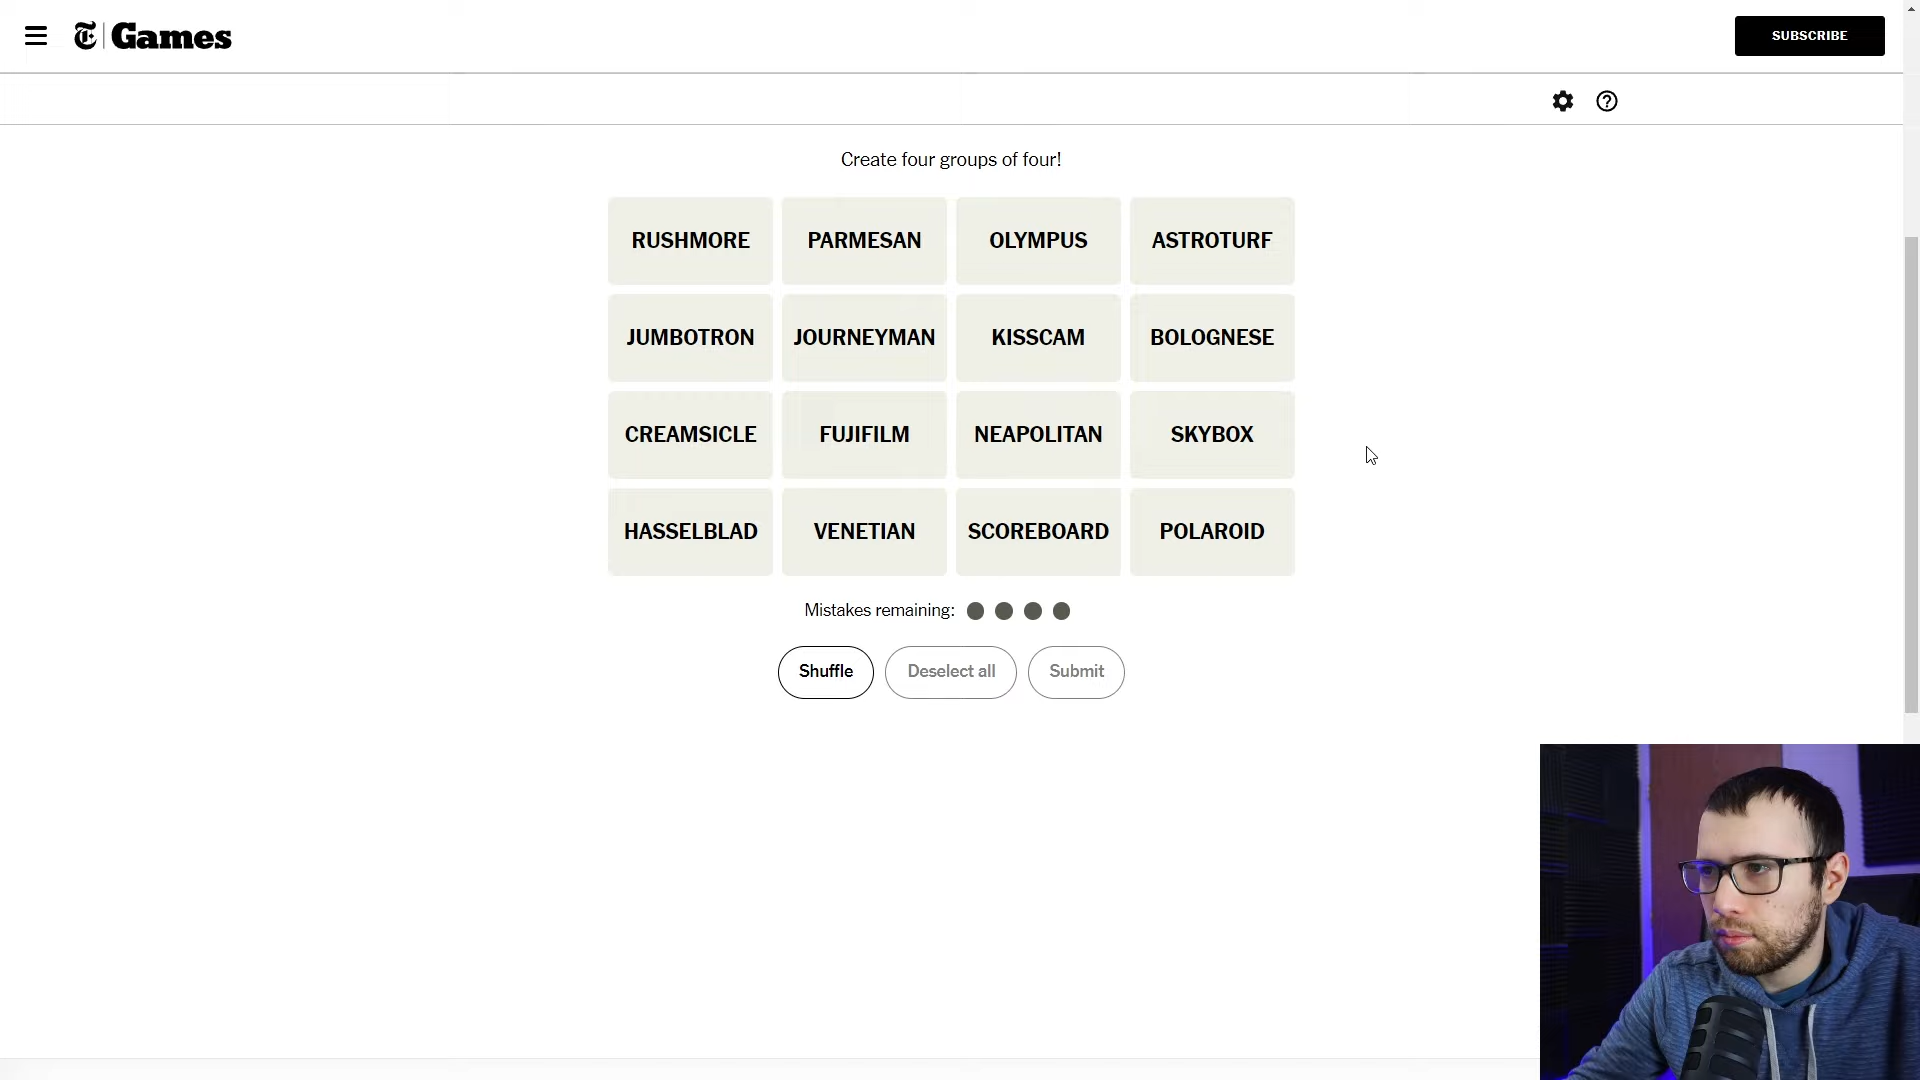 T Games
SUBSCRIBE
Create four groups of four!
RUSHMORE PARMESAN OLYMPUS ASTROTURF
JUMBOTRON JOURNEYMAN KISSCAM BOLOGNESE
CREAMSICLE FUJIFILM NEAPOLITAN SKYBOX
HASSELBLAD VENETIAN SCOREBOARD POLAROID
Mistakes remaining:
Shuffle Deselect all Submit